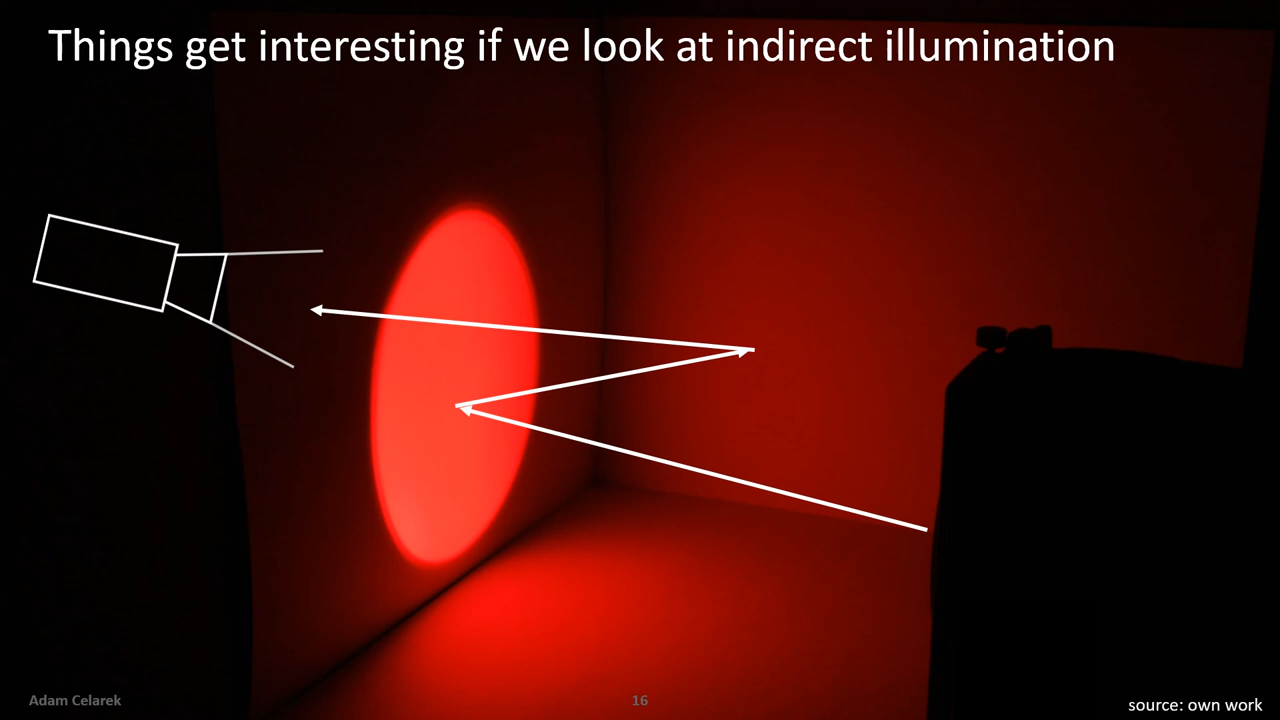 Things get interesting if we look at indirect illumination
Adam Celarek
16
source: own work